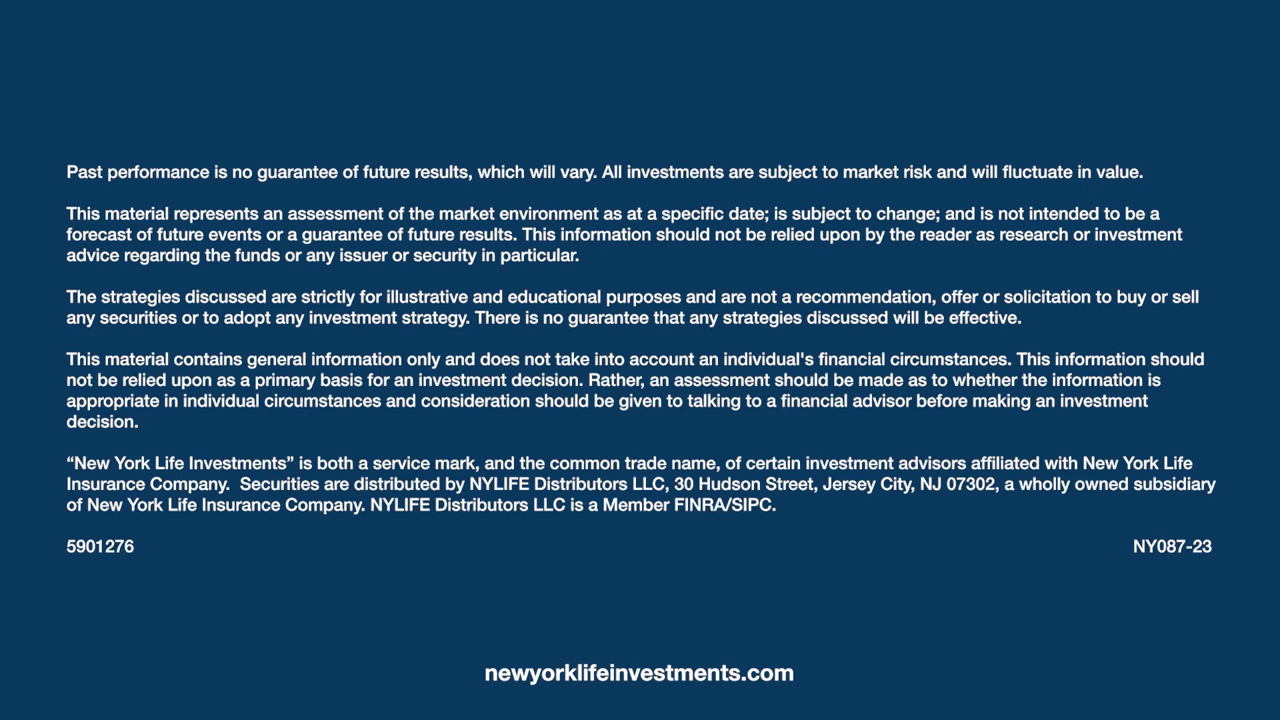 Past performance is no guarantee of future results, which will vary. All investments are subject to market risk and will fluctuate in value.
This material represents an assessment of the market environment as at a specific date; is subject to change; and is not intended to be a
forecast of future events or a guarantee of future results. This information should not be relied upon by the reader as research or investment
advice regarding the funds or any issuer or security in particular.
The strategies discussed are strictly for illustrative and educational purposes and are not a recommendation, offer or solicitation to buy or sell
any securities or to adopt any investment strategy. There is no guarantee that any strategies discussed will be effective.
This material contains general information only and does not take into account an individual's financial circumstances. This information should
not be relied upon as a primary basis for an investment decision. Rather, an assessment should be made as to whether the information is
appropriate in individual circumstances and consideration should be given to talking to a financial advisor before making an investment
decision.
“New York Life Investments” is both a service mark, and the common trade name, of certain investment advisors affiliated with New York Life
Insurance Company.  Securities are distributed by NYLIFE Distributors LLC, 30 Hudson Street, Jersey City, NJ 07302, a wholly owned subsidiary
of New York Life Insurance Company. NYLIFE Distributors LLC is a Member FINRA/SIPC.
5901276 NY087-23
newyorklifeinvestments.com